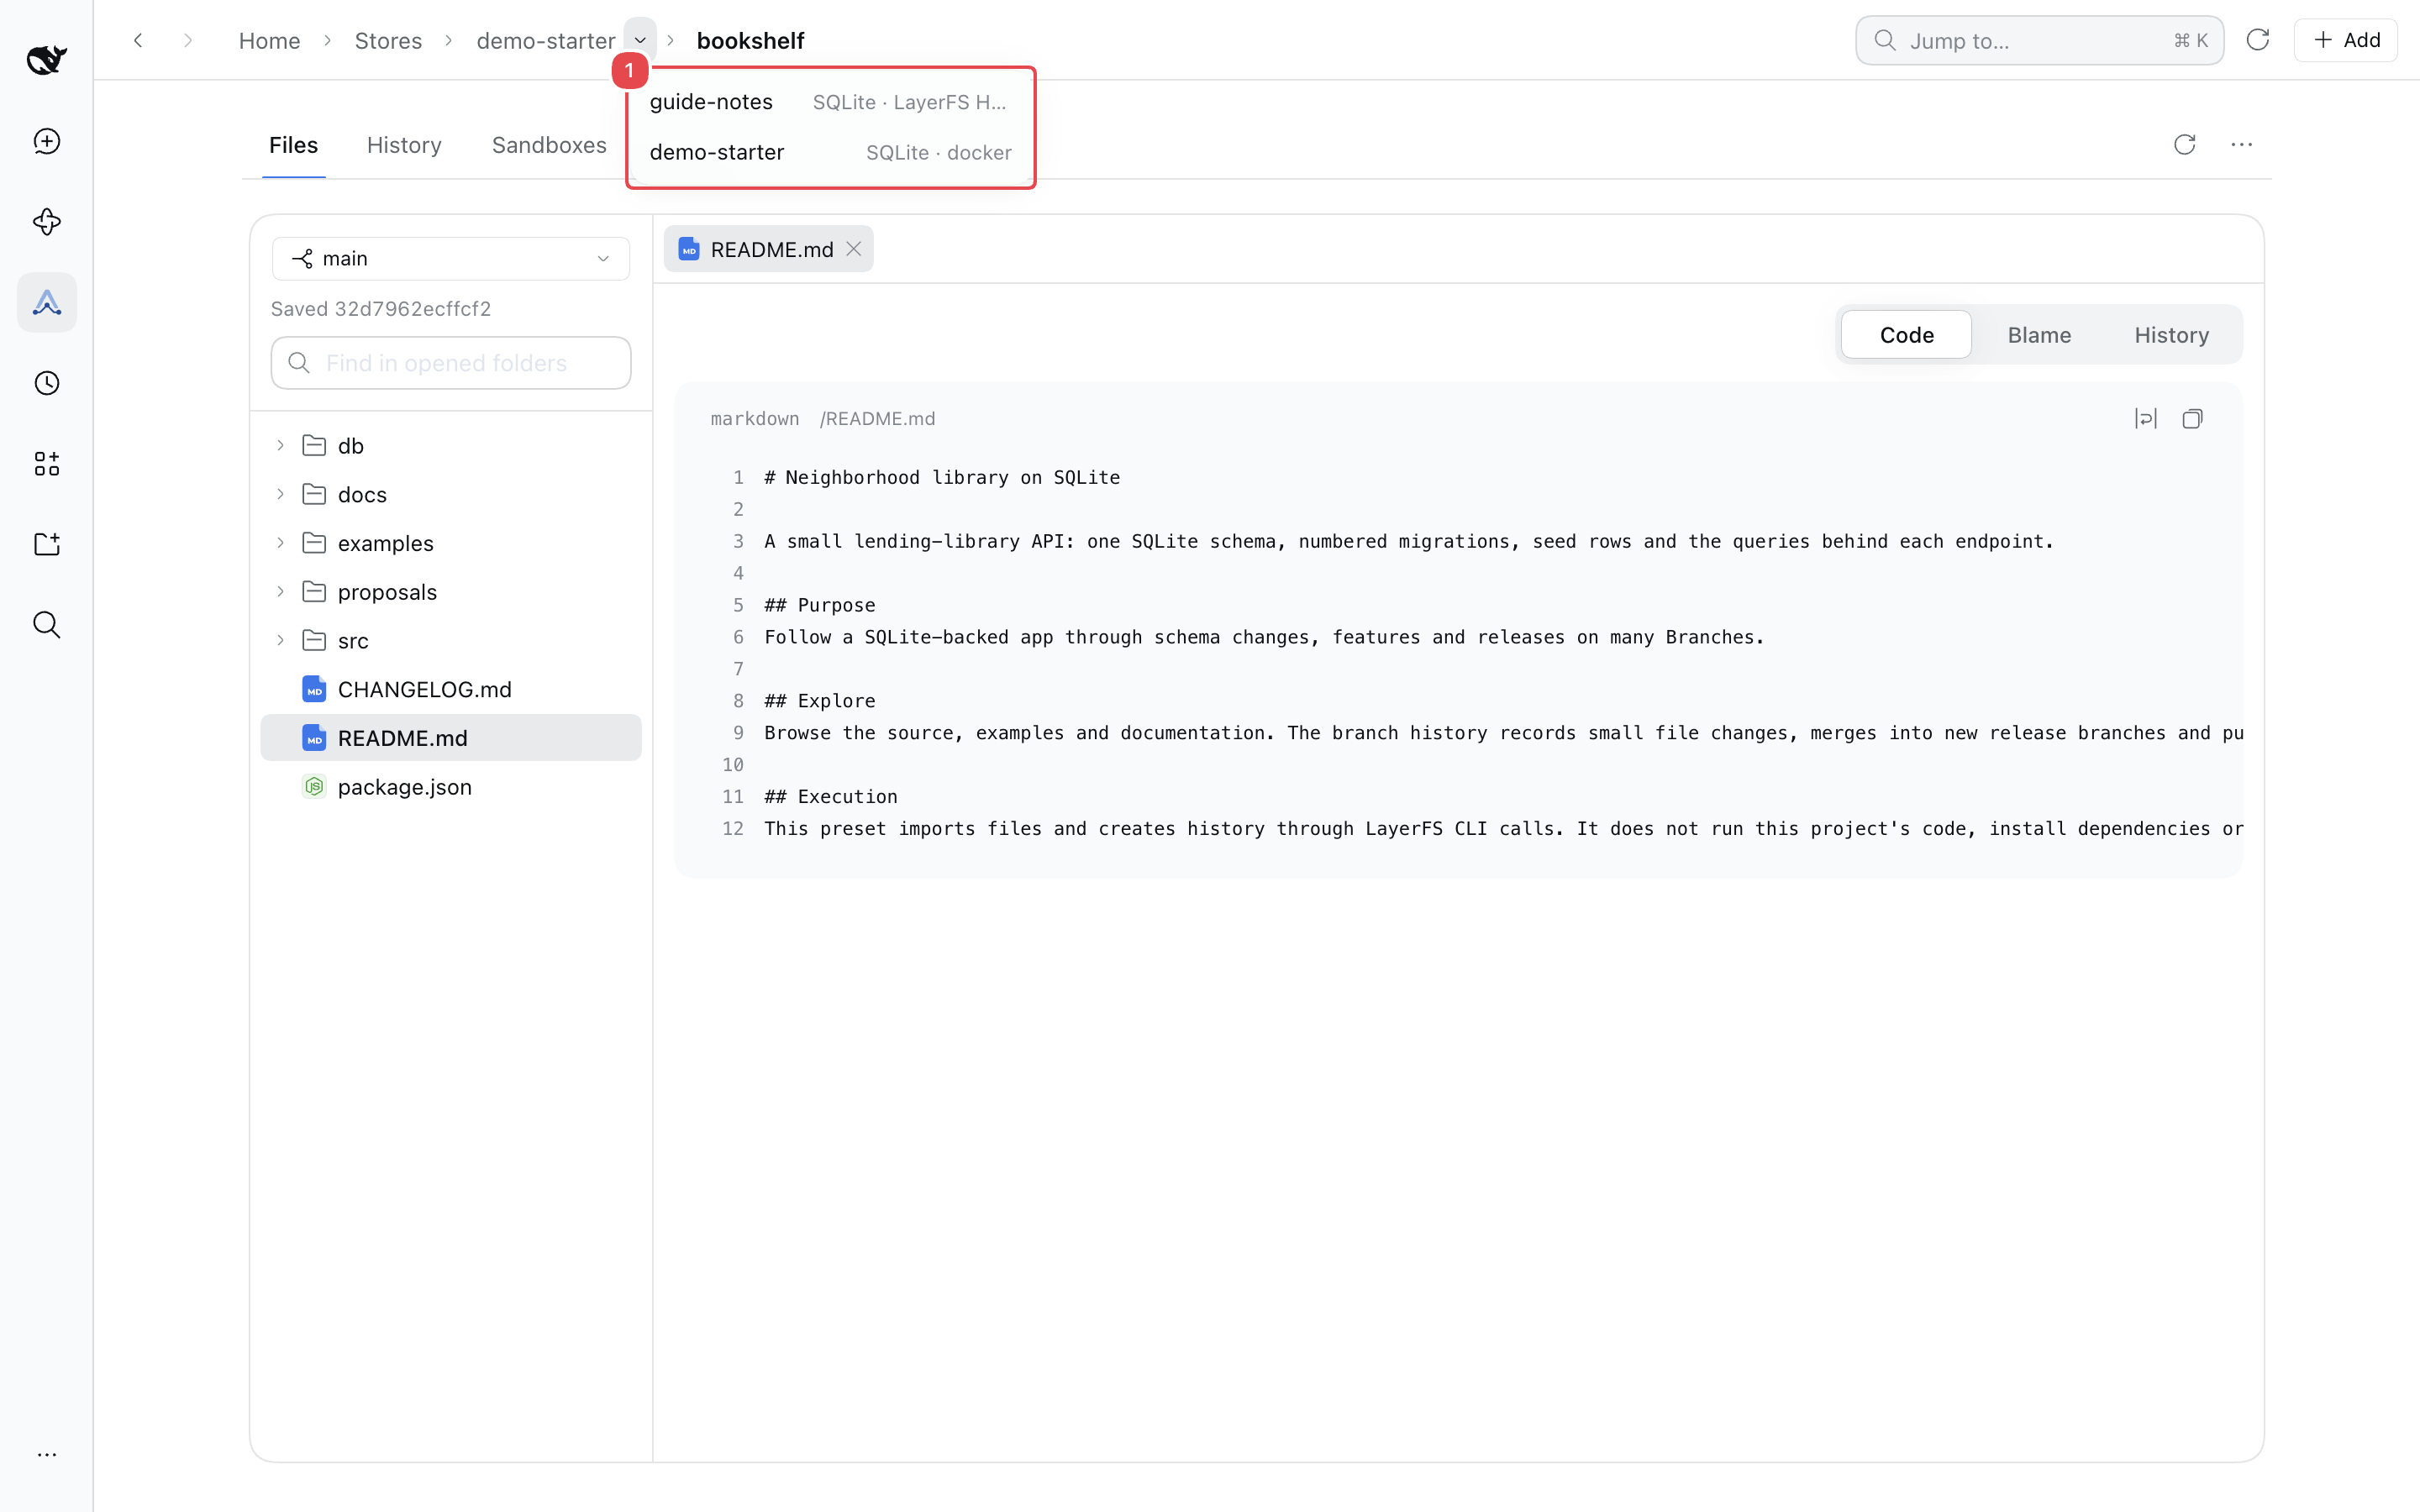 Home > Stores > demo-starter > bookshelf
Jump to... ⌘ K
+ Add
1
guide-notes SQLite · LayerFS H...
demo-starter SQLite · docker
Files History Sandboxes
main
Saved 32d7962ecffcf2
Find in opened folders
db
docs
examples
proposals
src
CHANGELOG.md
README.md
package.json
README.md
Code Blame History
markdown /README.md
1 # Neighborhood library on SQLite
2
3 A small lending-library API: one SQLite schema, numbered migrations, seed rows and the queries behind each endpoint.
4
5 ## Purpose
6 Follow a SQLite-backed app through schema changes, features and releases on many Branches.
7
8 ## Explore
9 Browse the source, examples and documentation. The branch history records small file changes, merges into new release branches and pu
10
11 ## Execution
12 This preset imports files and creates history through LayerFS CLI calls. It does not run this project's code, install dependencies or